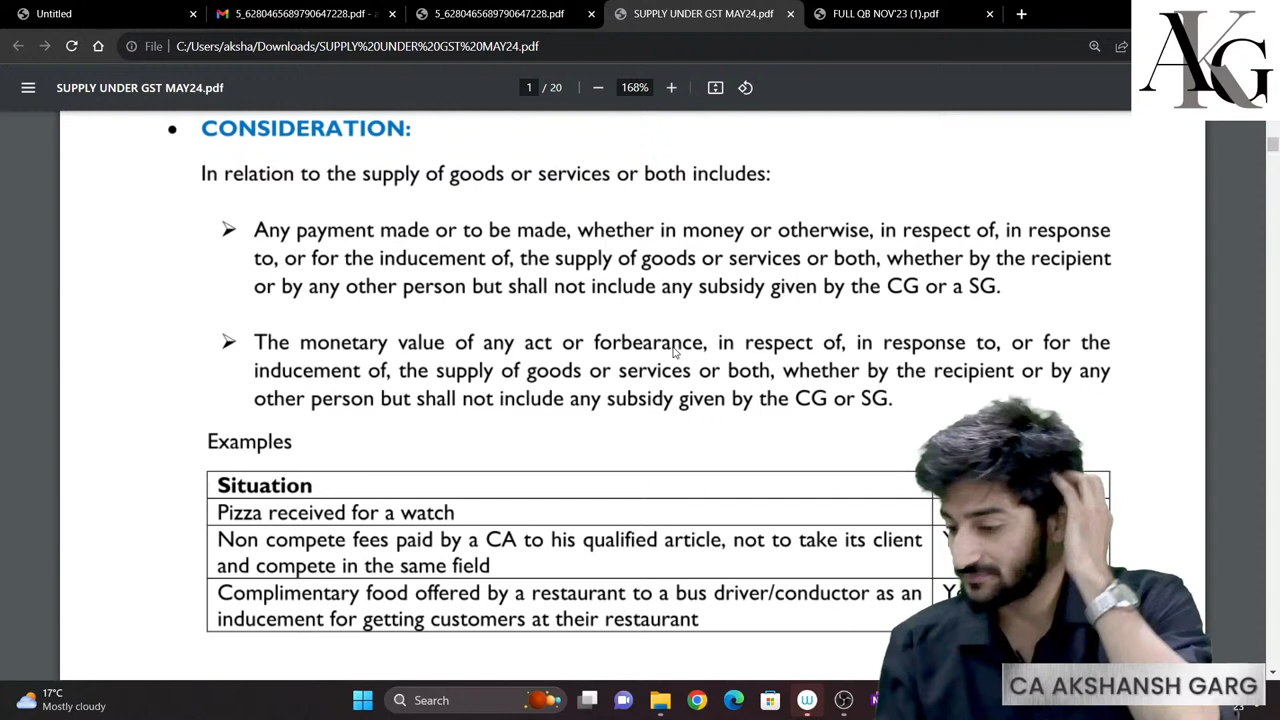 Untitled
5_6280465689790647228.pdf - a
5_6280465689790647228.pdf
SUPPLY UNDER GST MAY24.pdf
FULL QB NOV'23 (1).pdf
File C:/Users/aksha/Downloads/SUPPLY%20UNDER%20GST%20MAY24.pdf
SUPPLY UNDER GST MAY24.pdf
1 / 20
168%
AKG
• CONSIDERATION:
In relation to the supply of goods or services or both includes:
➢ Any payment made or to be made, whether in money or otherwise, in respect of, in response
to, or for the inducement of, the supply of goods or services or both, whether by the recipient
or by any other person but shall not include any subsidy given by the CG or a SG.
➢ The monetary value of any act or forbearance, in respect of, in response to, or for the
inducement of, the supply of goods or services or both, whether by the recipient or by any
other person but shall not include any subsidy given by the CG or SG.
Examples
Situation
Pizza received for a watch
Non compete fees paid by a CA to his qualified article, not to take its client
and compete in the same field
Complimentary food offered by a restaurant to a bus driver/conductor as an
inducement for getting customers at their restaurant
CA AKSHANSH GARG
17°C
Mostly cloudy
Search